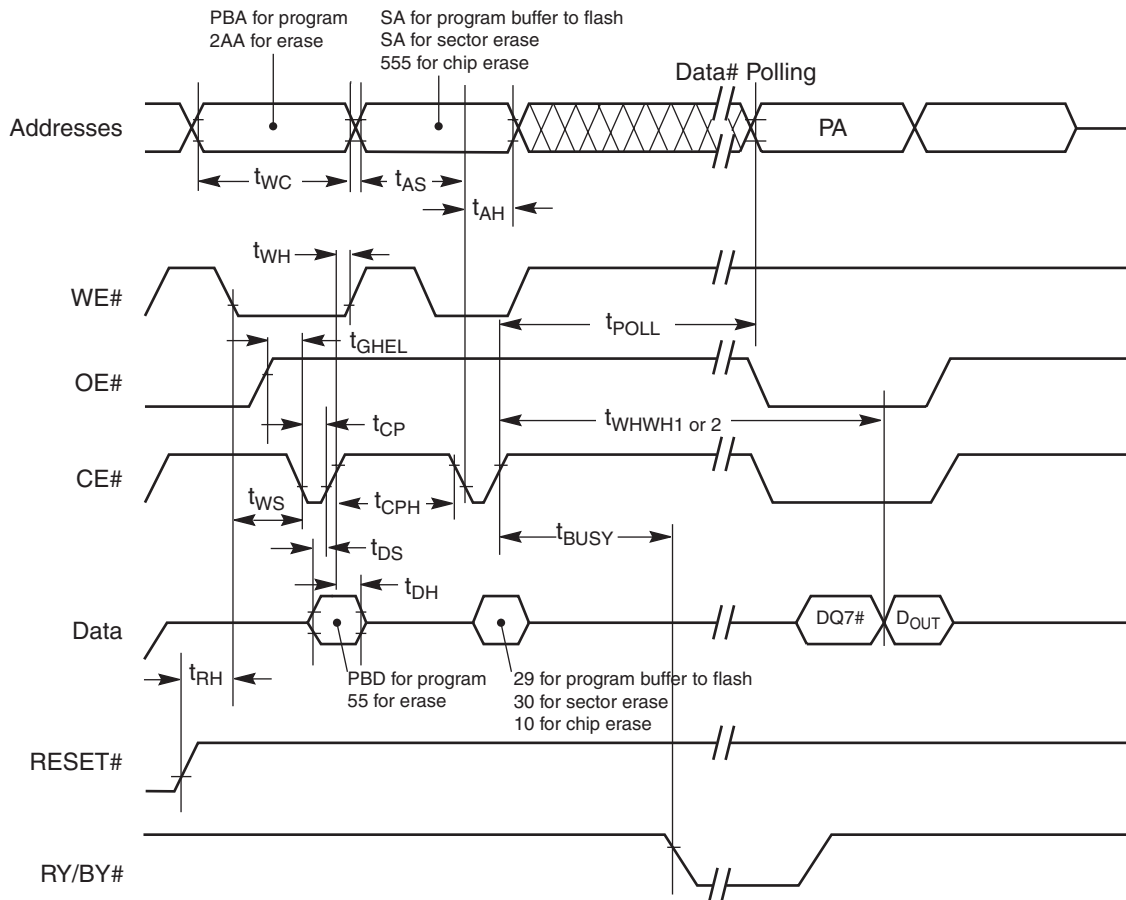 PBA for program
2AA for erase
SA for program buffer to flash
SA for sector erase
555 for chip erase
Data# Polling
Addresses
PA
tWC
tAS
tAH
tWH
WE#
tPOLL
tGHEL
OE#
tWHWH1 or 2
tCP
CE#
tWS
tCPH
tBUSY
tDS
tDH
Data
DQ7#
DOUT
tRH
PBD for program
55 for erase
29 for program buffer to flash
30 for sector erase
10 for chip erase
RESET#
RY/BY#